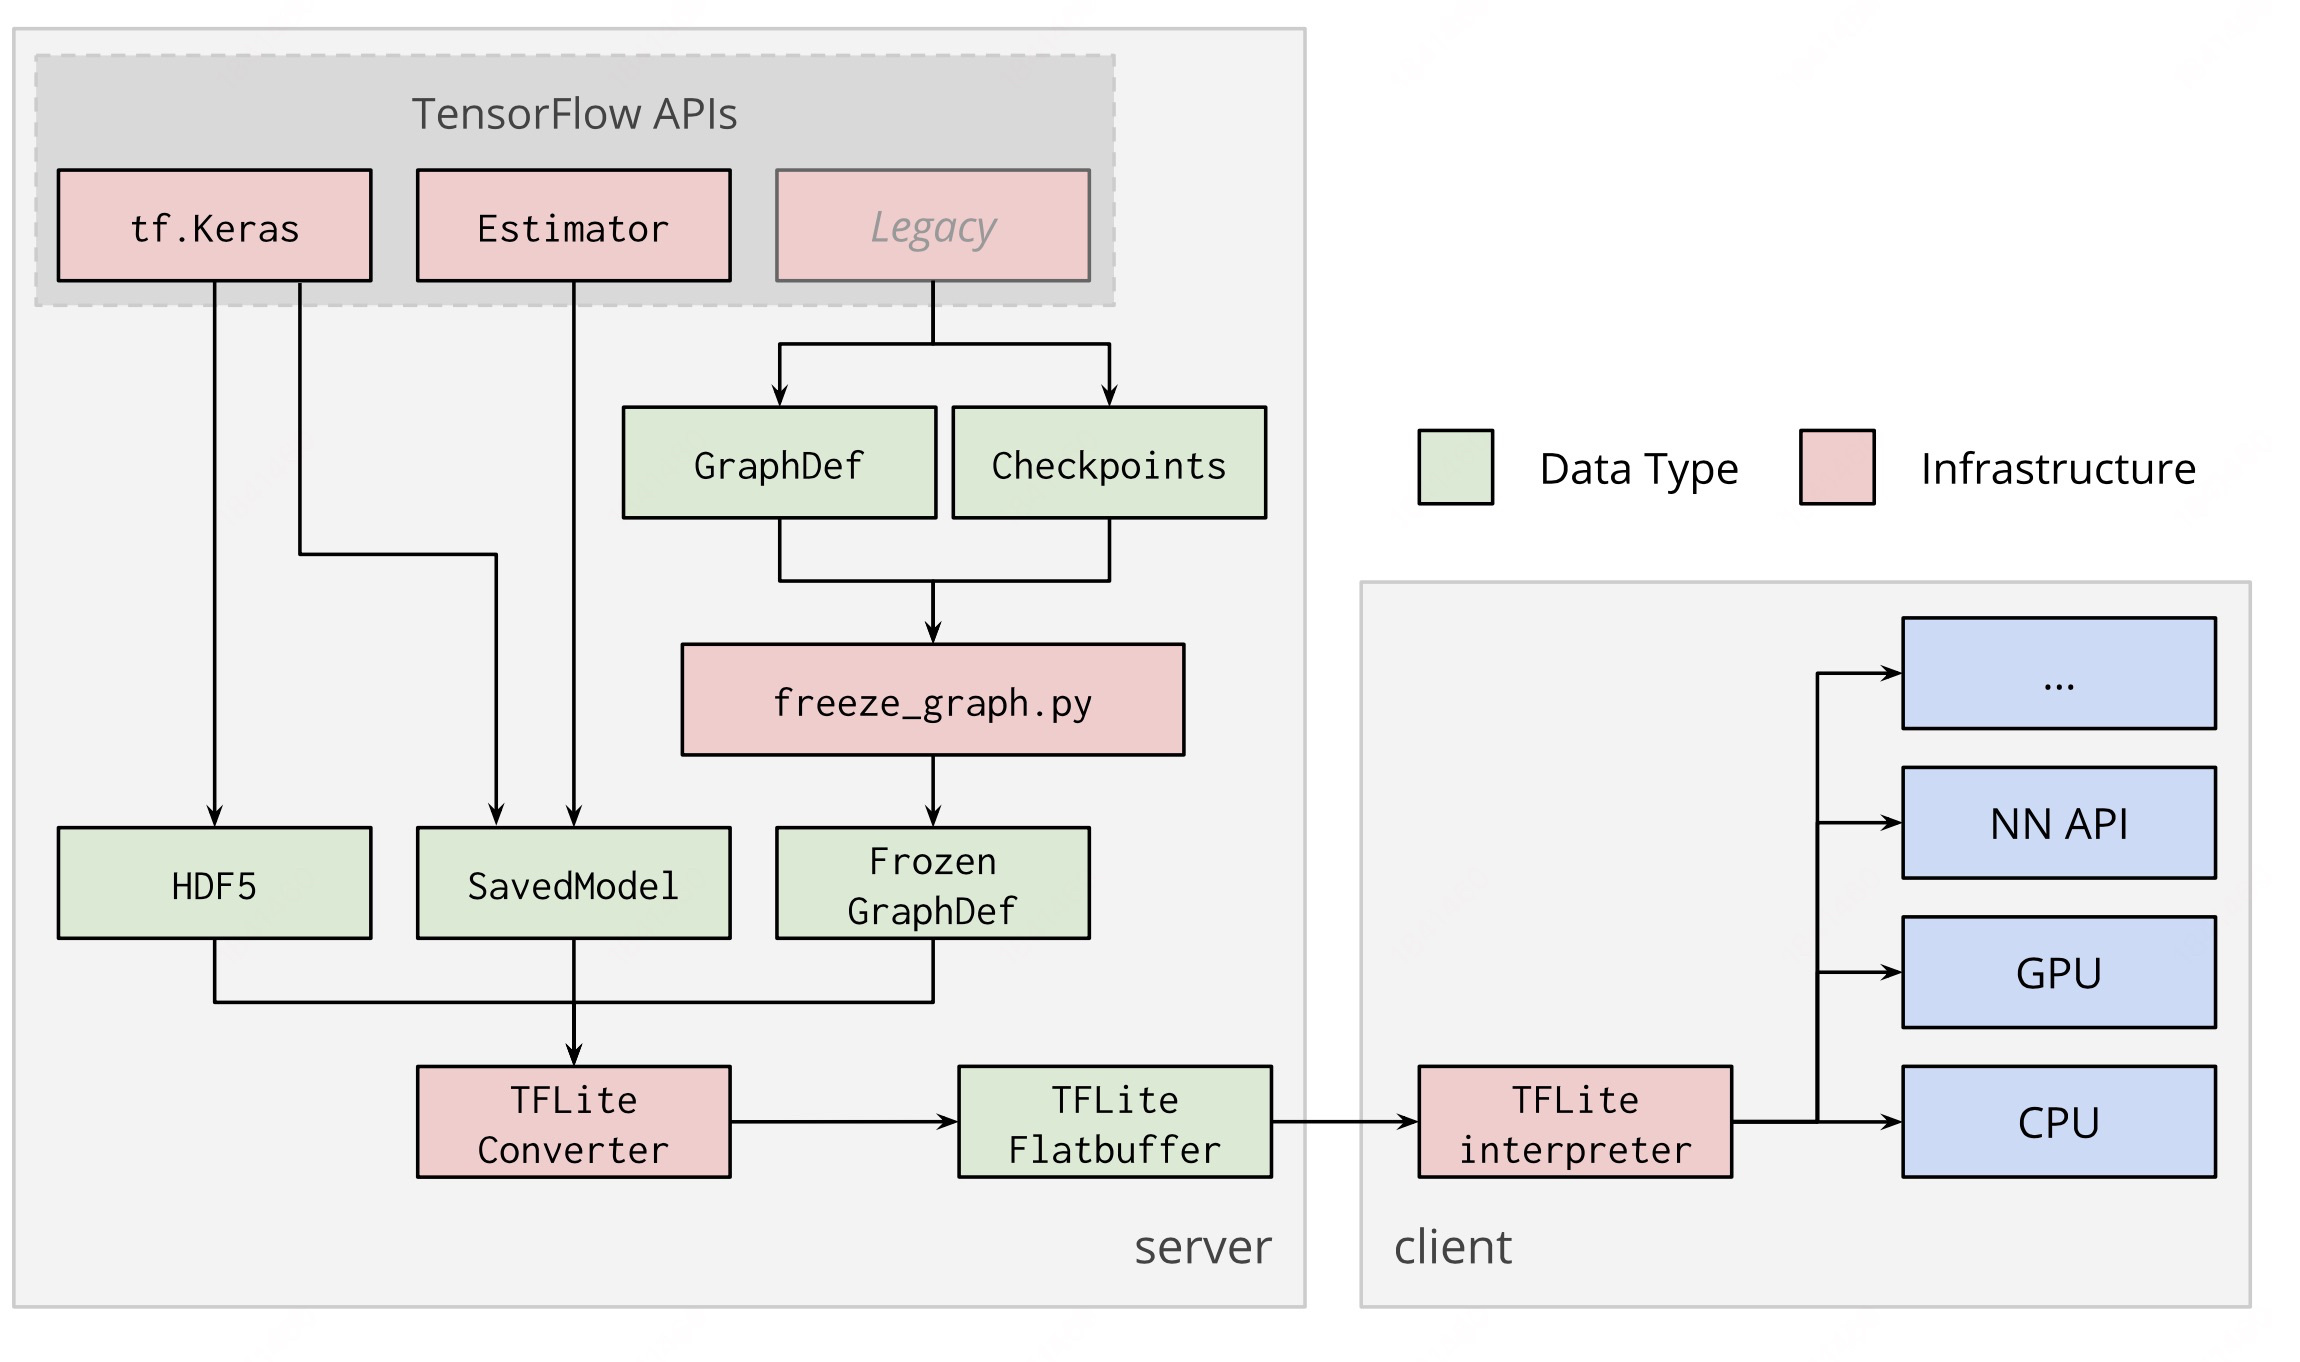 TensorFlow APIs
tf.Keras
Estimator
Legacy
GraphDef
Checkpoints
Data Type
Infrastructure
freeze_graph.py
...
NN API
HDF5
SavedModel
Frozen
GraphDef
GPU
TFLite
Converter
TFLite
Flatbuffer
TFLite
interpreter
CPU
server
client